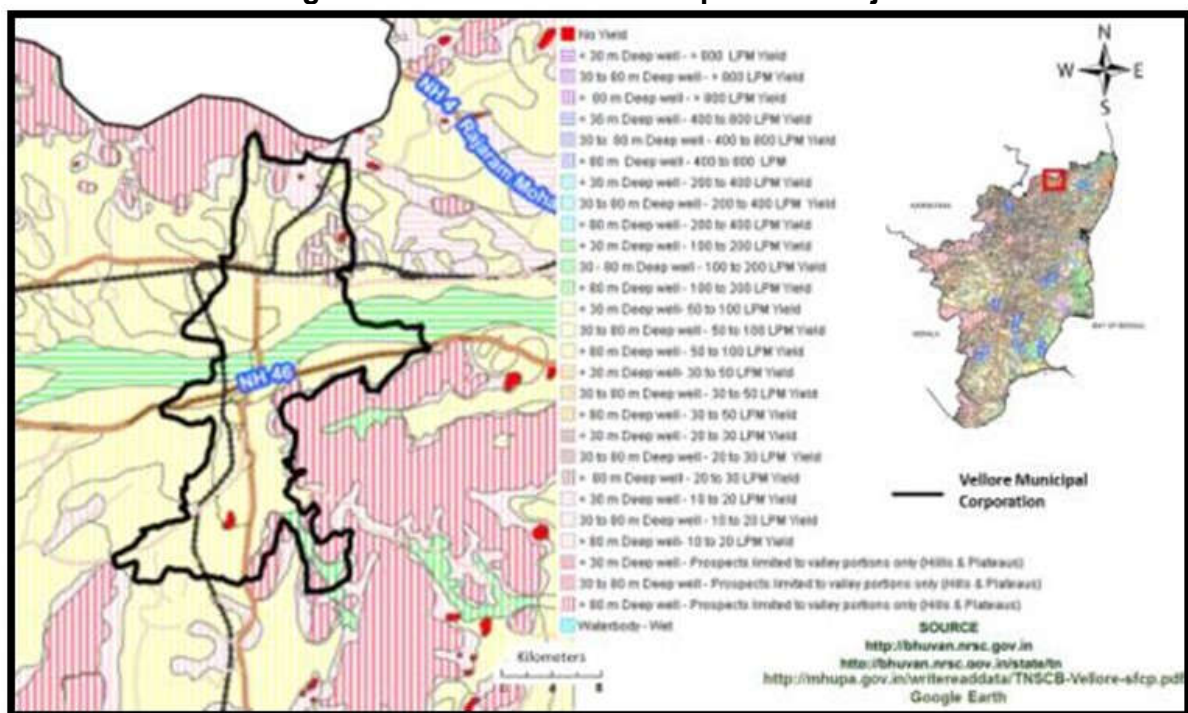 NH 4 Rajaram Moha
NH 46
Kilometers
No Yield
+ 30 m Deep well - + 800 LPM Yield
30 to 80 m Deep well - + 800 LPM Yield
+ 80 m Deep well - + 800 LPM Yield
+ 30 m Deep well - 400 to 800 LPM Yield
30 to 80 m Deep well - 400 to 800 LPM Yield
+ 80 m Deep well - 400 to 800 LPM
+ 30 m Deep well - 200 to 400 LPM Yield
30 to 80 m Deep well - 200 to 400 LPM Yield
+ 80 m Deep well - 200 to 400 LPM Yield
+ 30 m Deep well - 100 to 200 LPM Yield
30 - 80 m Deep well - 100 to 200 LPM Yield
+ 80 m Deep well - 100 to 200 LPM Yield
+ 30 m Deep well- 50 to 100 LPM Yield
30 to 80 m Deep well - 50 to 100 LPM Yield
+ 80 m Deep well - 50 to 100 LPM Yield
+ 30 m Deep well- 30 to 50 LPM Yield
30 to 80 m Deep well - 30 to 50 LPM Yield
+ 80 m Deep well - 30 to 50 LPM Yield
+ 30 m Deep well - 20 to 30 LPM Yield
30 to 80 m Deep well - 20 to 30 LPM Yield
+ 80 m Deep well - 20 to 30 LPM Yield
+ 30 m Deep well - 10 to 20 LPM Yield
30 to 80 m Deep well - 10 to 20 LPM Yield
+ 80 m Deep well- 10 to 20 LPM Yield
+ 30 m Deep well - Prospects limited to valley portions only (Hills & Plateaus)
30 to 80 m Deep well - Prospects limited to valley portions only (Hills & Plateaus)
+ 80 m Deep well - Prospects limited to valley portions only (Hills & Plateaus)
Waterbody - Wet
N
W E
S
KERALA
BAY OF BENGAL
Vellore Municipal
Corporation
SOURCE
http://bhuvan.nrsc.gov.in
http://bhuvan.nrsc.gov.in/state/tn
http://mhupa.gov.in/writereaddata/TNSCB-Vellore-sfcp.pdf
Google Earth